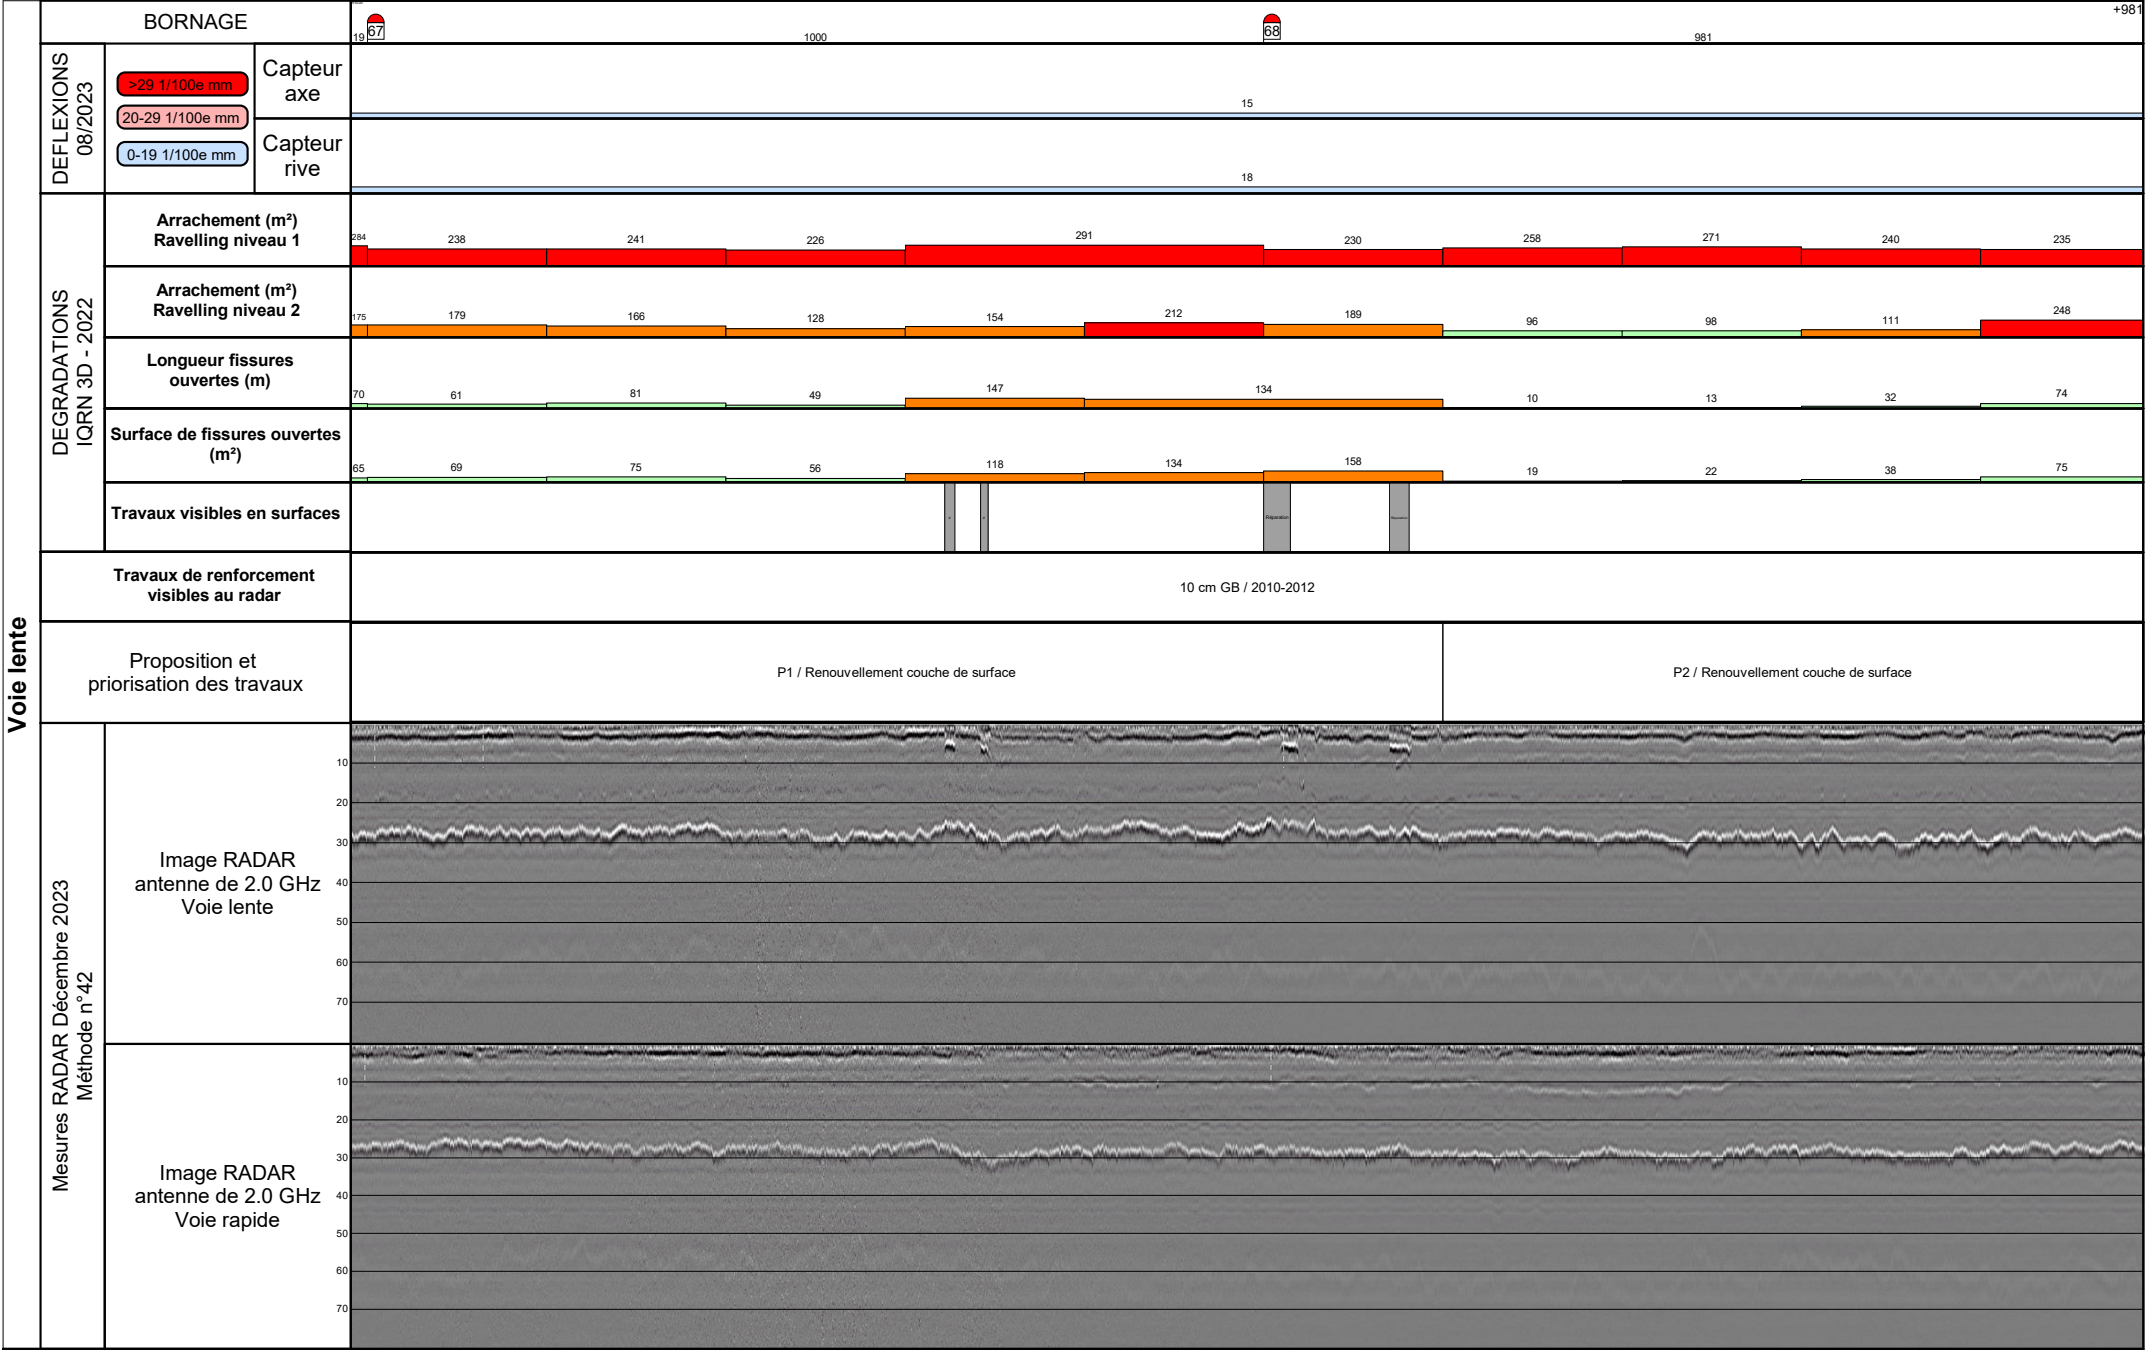 BORNAGE
19
67
1000
68
981
+981
Voie lente
DEFLEXIONS
08/2023
>29 1/100e mm
20-29 1/100e mm
0-19 1/100e mm
Capteur
axe
15
Capteur
rive
18
DEGRADATIONS
IQRN 3D - 2022
Arrachement (m²)
Ravelling niveau 1
284 238 241 226 291 230 258 271 240 235
Arrachement (m²)
Ravelling niveau 2
175 179 166 128 154 212 189 96 98 111 248
Longueur fissures
ouvertes (m)
70 61 81 49 147 134 10 13 32 74
Surface de fissures ouvertes
(m²)
65 69 75 56 118 134 158 19 22 38 75
Travaux visibles en surfaces
Réparation
Réparation
Travaux de renforcement
visibles au radar
10 cm GB / 2010-2012
Proposition et
priorisation des travaux
P1 / Renouvellement couche de surface
P2 / Renouvellement couche de surface
Mesures RADAR Décembre 2023
Méthode n°42
Image RADAR
antenne de 2.0 GHz
Voie lente
10
20
30
40
50
60
70
Image RADAR
antenne de 2.0 GHz
Voie rapide
10
20
30
40
50
60
70